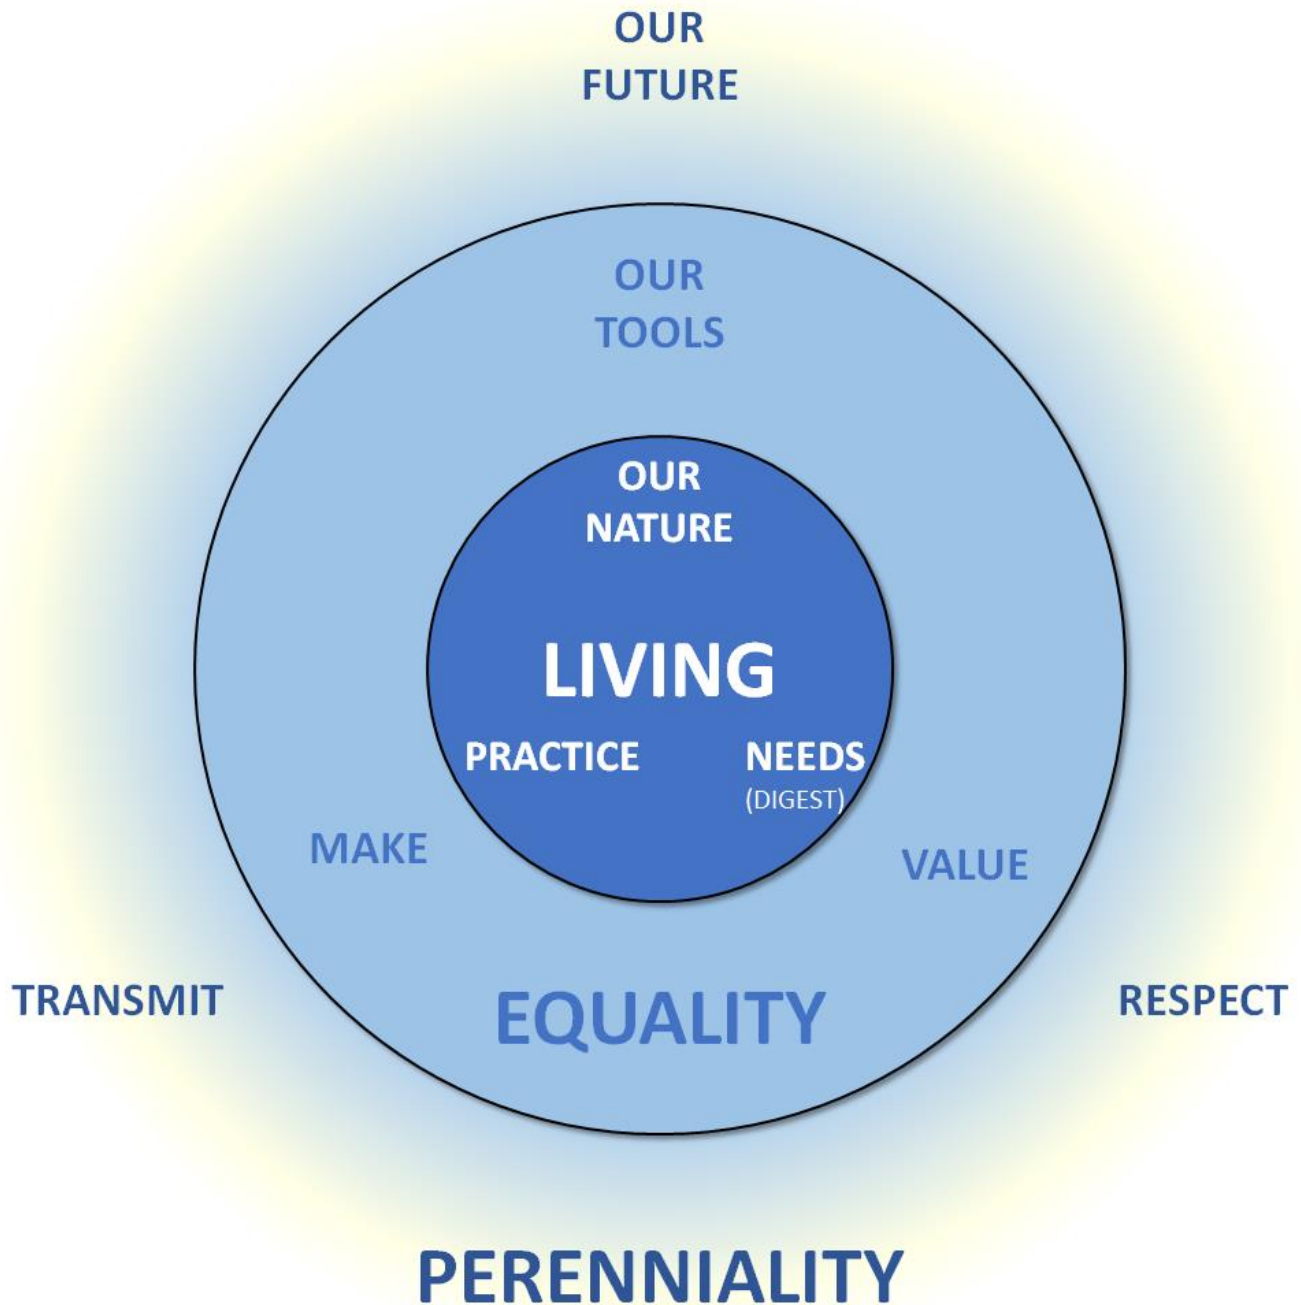 OUR
FUTURE
OUR
TOOLS
OUR
NATURE
LIVING
PRACTICE NEEDS
(DIGEST)
MAKE VALUE
TRANSMIT EQUALITY RESPECT
PERENNIALITY